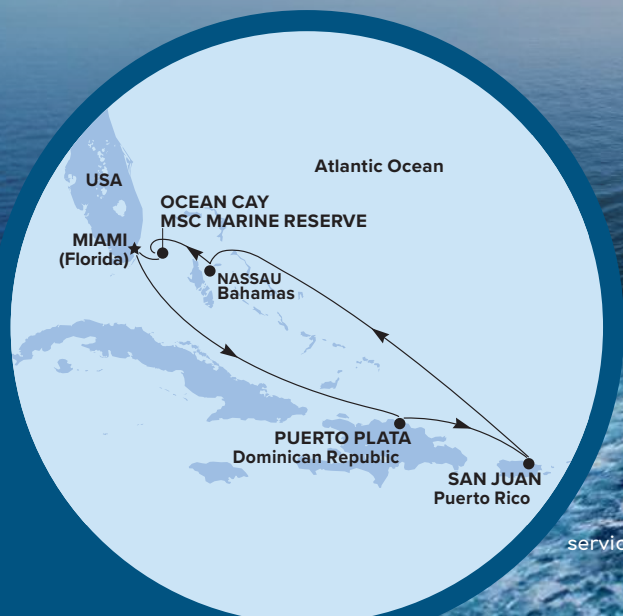 Atlantic Ocean
USA
OCEAN CAY
MSC MARINE RESERVE
MIAMI
(Florida)
NASSAU
Bahamas
PUERTO PLATA
Dominican Republic
SAN JUAN
Puerto Rico